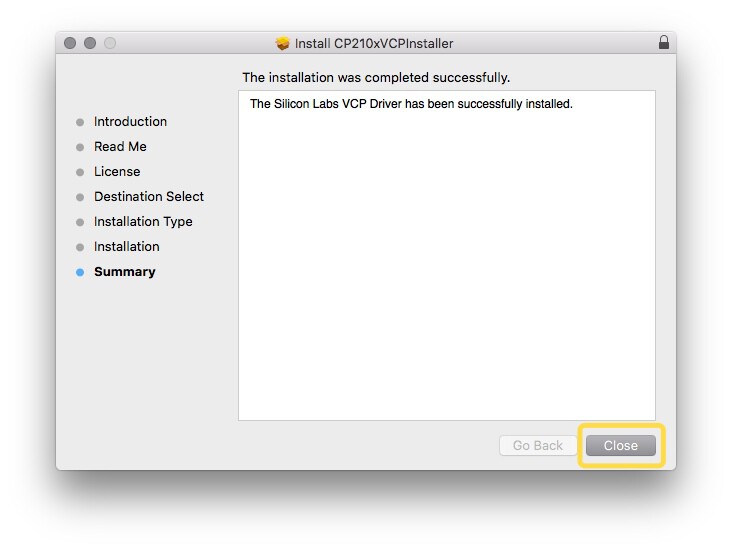 Install CP210xVCPInstaller
The installation was completed successfully.
The Silicon Labs VCP Driver has been successfully installed.
Introduction
Read Me
License
Destination Select
Installation Type
Installation
Summary
Go Back
Close